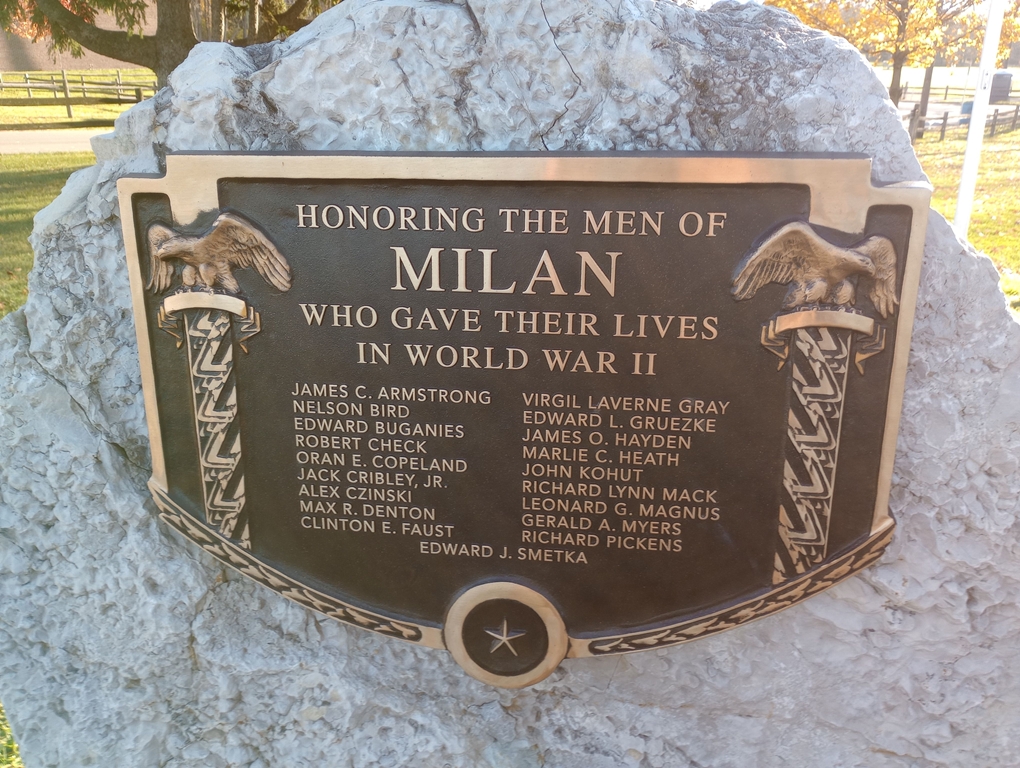 HONORING THE MEN OF
MILAN
WHO GAVE THEIR LIVES
IN WORLD WAR II
JAMES C. ARMSTRONG
NELSON BIRD
EDWARD BUGANIES
ROBERT CHECK
ORAN E. COPELAND
JACK CRIBLEY, JR.
ALEX CZINSKI
MAX R. DENTON
CLINTON E. FAUST
VIRGIL LAVERNE GRAY
EDWARD L. GRUEZKE
JAMES O. HAYDEN
MARLIE C. HEATH
JOHN KOHUT
RICHARD LYNN MACK
LEONARD G. MAGNUS
GERALD A. MYERS
RICHARD PICKENS
EDWARD J. SMETKA